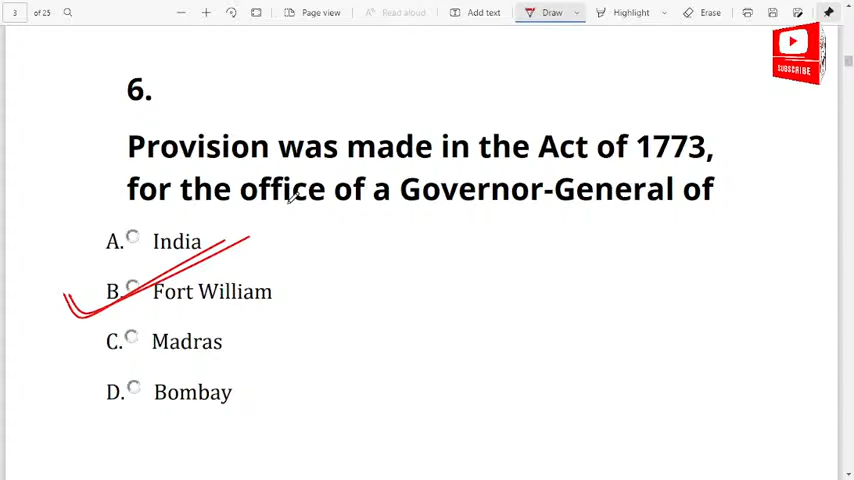 3 of 25 Page view Read aloud Add text Draw Highlight Erase
SUBSCRIBE
6.
Provision was made in the Act of 1773,
for the office of a Governor-General of
A. India
B. Fort William
C. Madras
D. Bombay